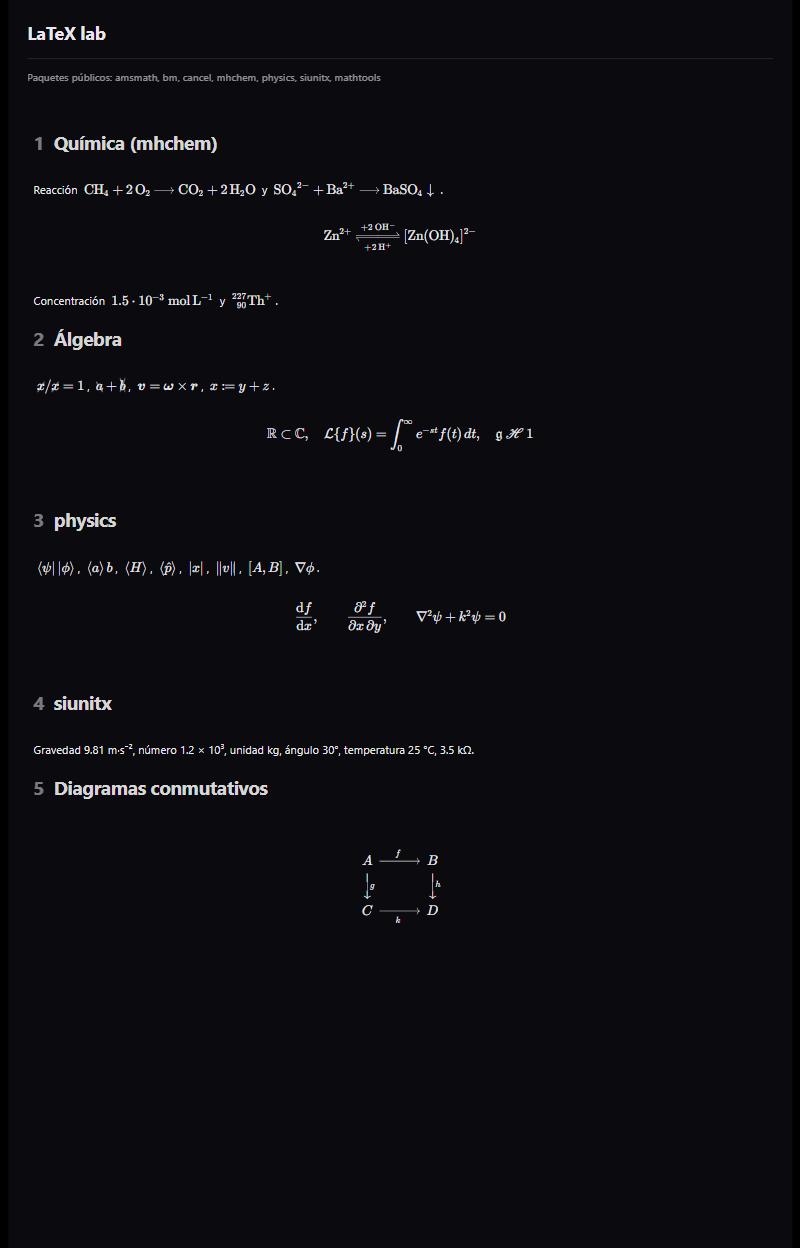 LaTeX lab
Paquetes públicos: amsmath, bm, cancel, mhchem, physics, siunitx, mathtools
1 Química (mhchem)
Reacción CH₄ + 2 O₂ ⟶ CO₂ + 2 H₂O y SO₄²⁻ + Ba²⁺ ⟶ BaSO₄ ↓ .
Zn²⁺ ⇌ [+2 OH⁻] [+2 H⁺] [Zn(OH)₄]²⁻
Concentración 1.5 · 10⁻³ mol L⁻¹ y ²²⁷₉₀Th⁺ .
2 Álgebra
x/x = 1 , a + b , v = ω × r , x := y + z .
ℝ ⊂ ℂ, ℒ{f}(s) = ∫₀^∞ e^{−st} f(t) dt, 𝔤 ℋ 1
3 physics
⟨ψ| |ϕ⟩ , ⟨a⟩ b , ⟨H⟩ , ⟨p̂⟩ , |x| , ‖v‖ , [A, B] , ∇ϕ .
df/dx, ∂²f/∂x ∂y, ∇²ψ + k²ψ = 0
4 siunitx
Gravedad 9.81 m·s⁻², número 1.2 × 10³, unidad kg, ángulo 30°, temperatura 25 °C, 3.5 kΩ.
5 Diagramas conmutativos
f
A ⟶ B
↓ g ↓ h
C ⟶ D
h